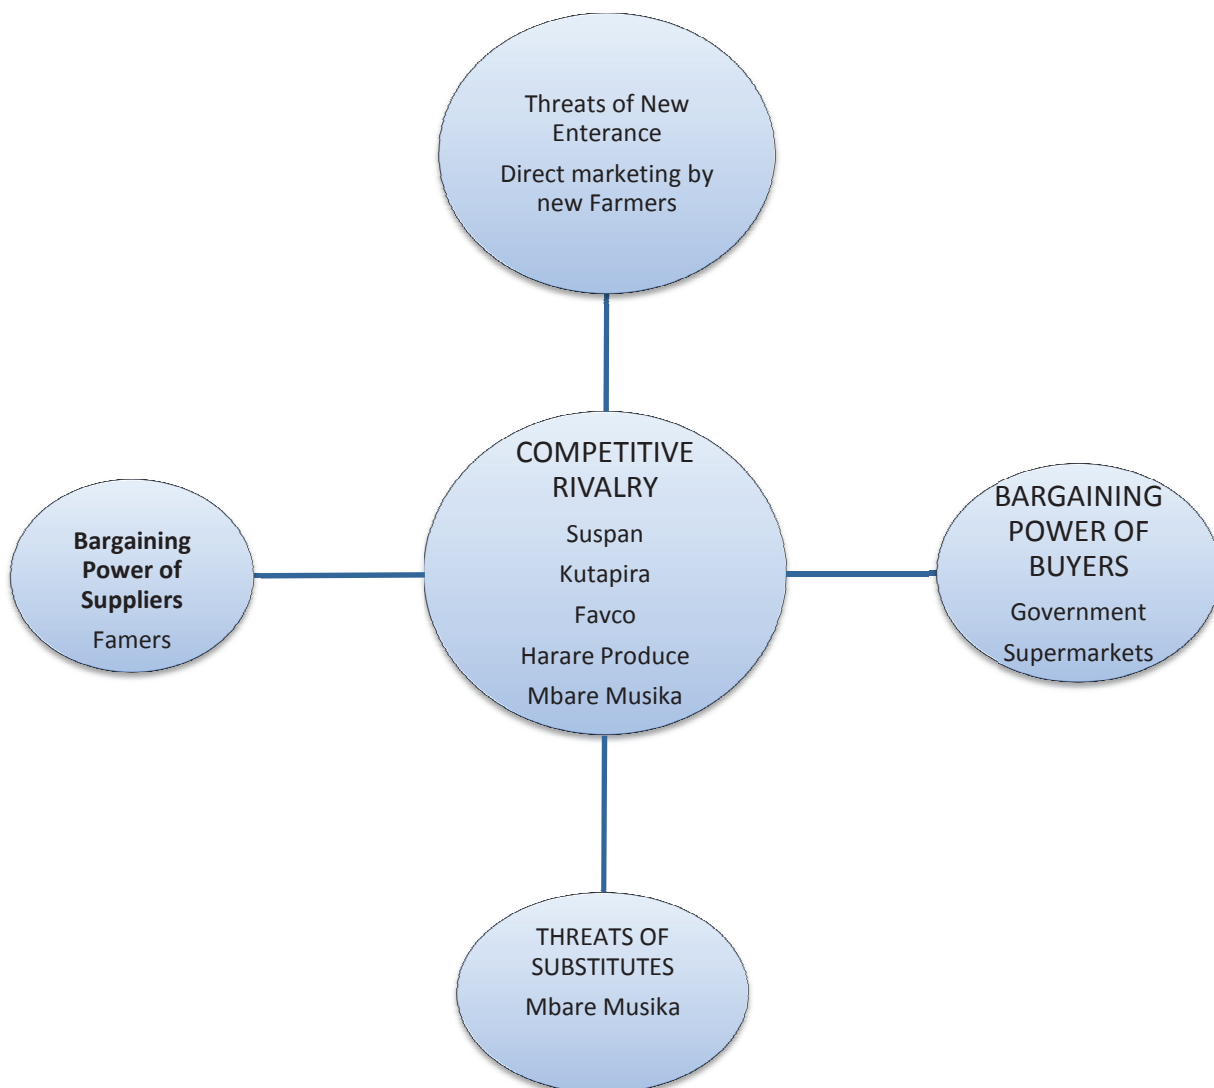 Threats of New
Enterance
Direct marketing by
new Farmers
COMPETITIVE
RIVALRY
Suspan
Kutapira
Favco
Harare Produce
Mbare Musika
Bargaining
Power of
Suppliers
Famers
BARGAINING
POWER OF
BUYERS
Government
Supermarkets
THREATS OF
SUBSTITUTES
Mbare Musika